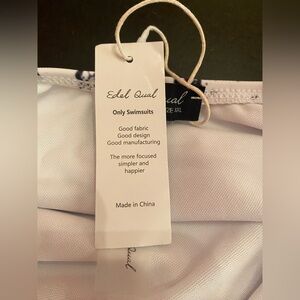 Edel Qual
Only Swimsuits
Good fabric
Good design
Good manufacturing
The more focused
simpler and
happier
Made in China
Qual